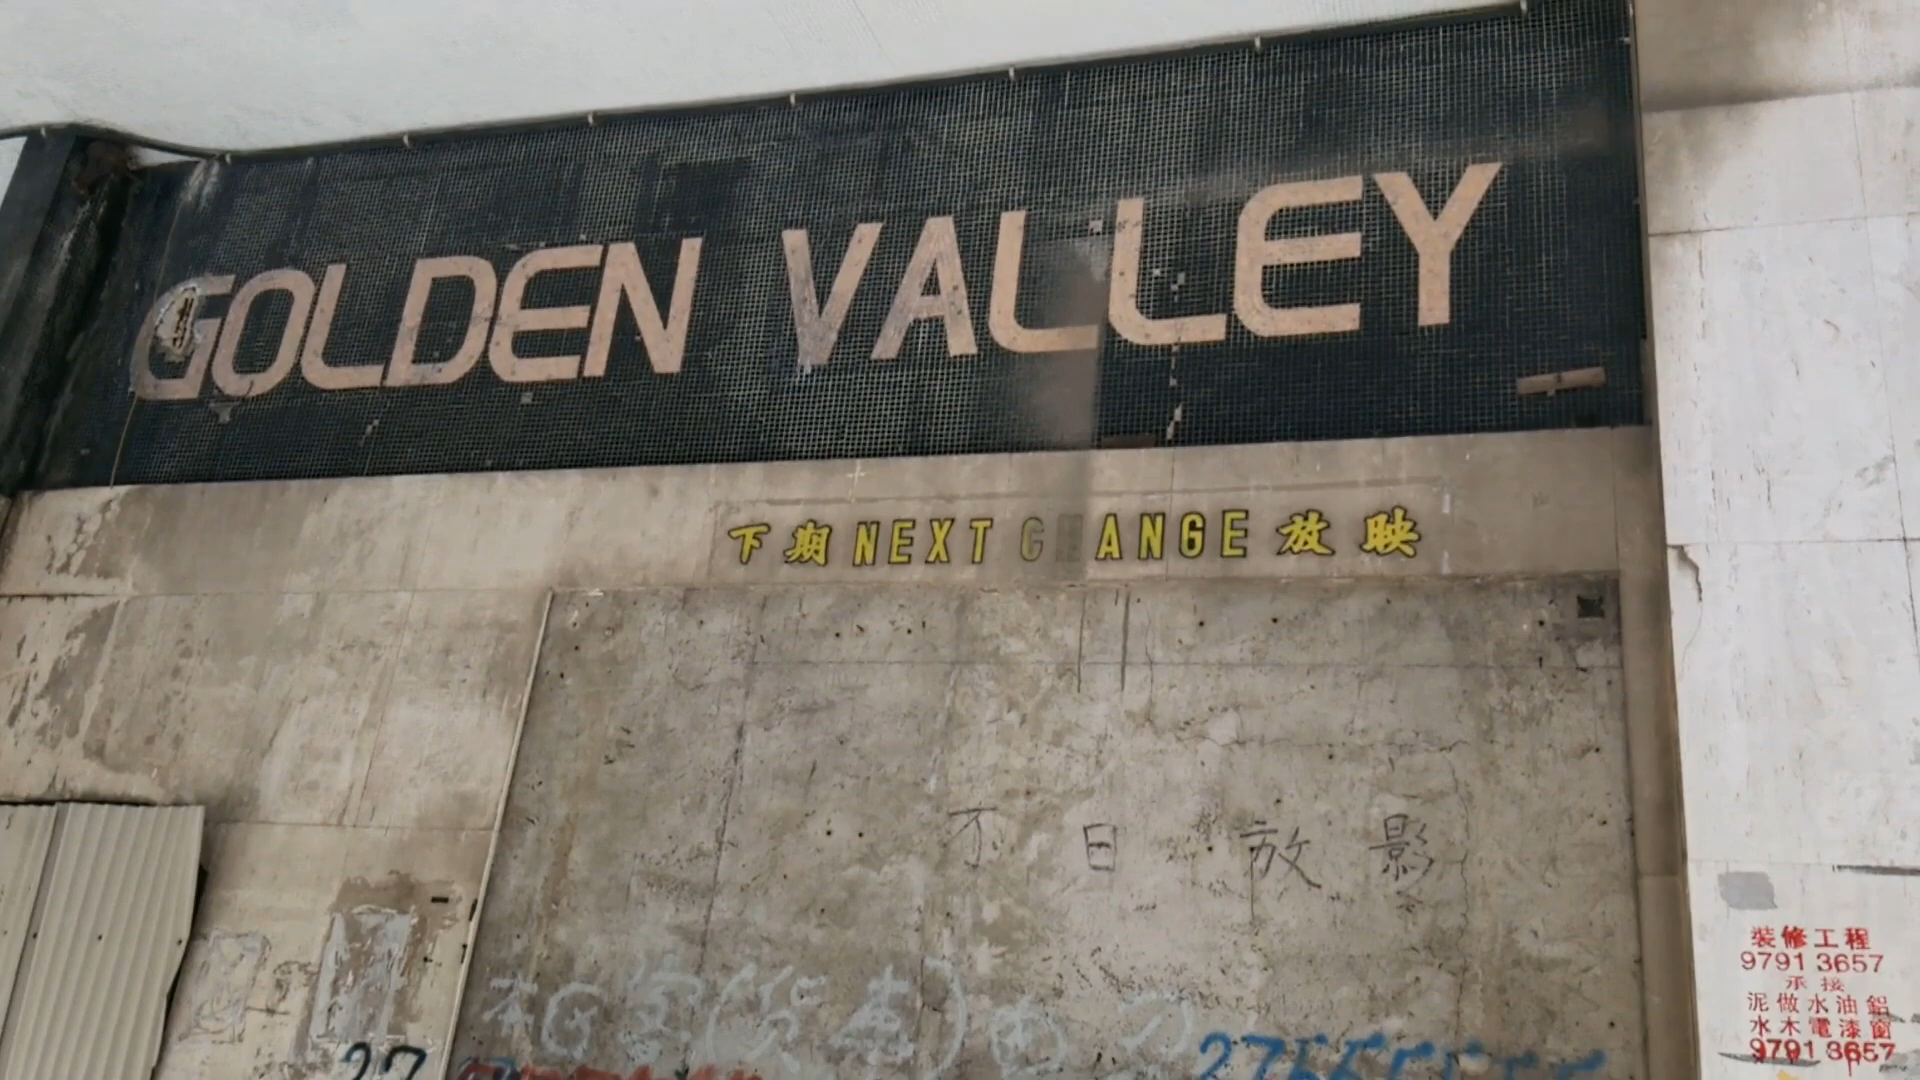 GOLDEN VALLEY
下期 NEXT CHANGE 放映
不日放影
27
裝修工程
9791 3657
承接
泥做水油鋁
水木電漆窗
9791 3657